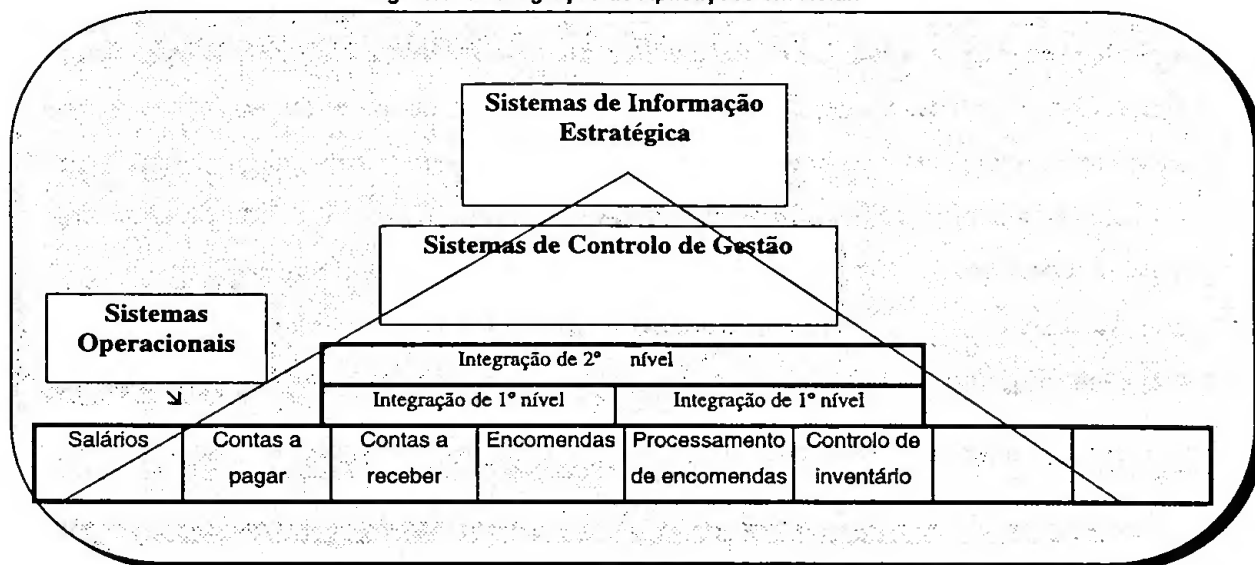 Sistemas de Informação
Estratégica
Sistemas de Controlo de Gestão
Sistemas
Operacionais
Integração de 2º nível
Integração de 1º nível Integração de 1º nível
Salários Contas a Contas a Encomendas Processamento Controlo de
pagar receber de encomendas inventário